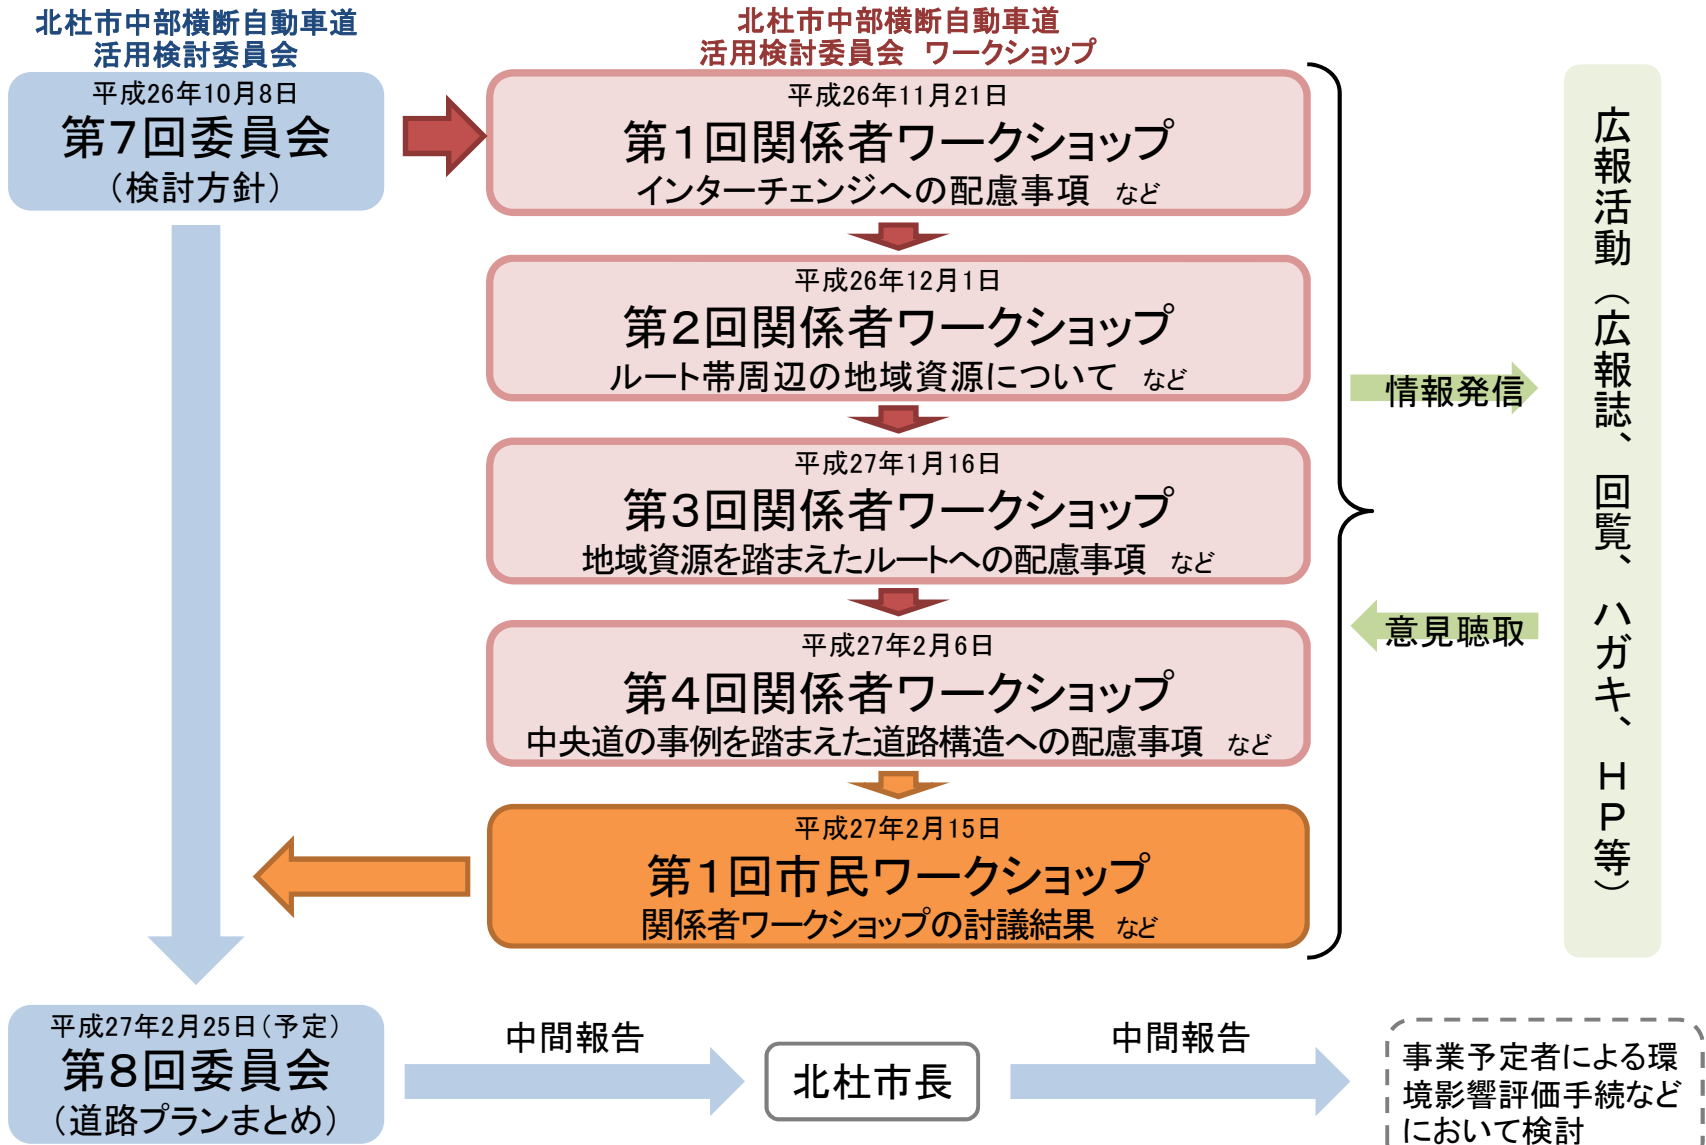 北杜市中部横断自動車道
活用検討委員会
平成26年10月8日
第７回委員会
（検討方針）
北杜市中部横断自動車道
活用検討委員会　ワークショップ
平成26年11月21日
第１回関係者ワークショップ
インターチェンジへの配慮事項　など
平成26年12月1日
第２回関係者ワークショップ
ルート帯周辺の地域資源について　など
平成27年1月16日
第３回関係者ワークショップ
地域資源を踏まえたルートへの配慮事項　など
平成27年2月6日
第４回関係者ワークショップ
中央道の事例を踏まえた道路構造への配慮事項　など
平成27年2月15日
第１回市民ワークショップ
関係者ワークショップの討議結果　など
情報発信
意見聴取
広報活動（広報誌、回覧、ハガキ、ＨＰ等）
平成27年2月25日（予定）
第８回委員会
（道路プランまとめ）
中間報告
北杜市長
中間報告
事業予定者による環
境影響評価手続など
において検討